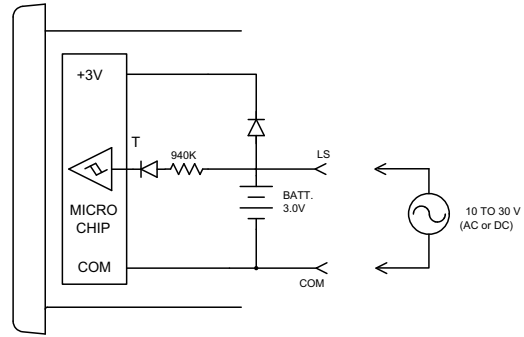 +3V
T
940K
LS
BATT.
3.0V
MICRO
CHIP
10 TO 30 V
(AC or DC)
COM
COM